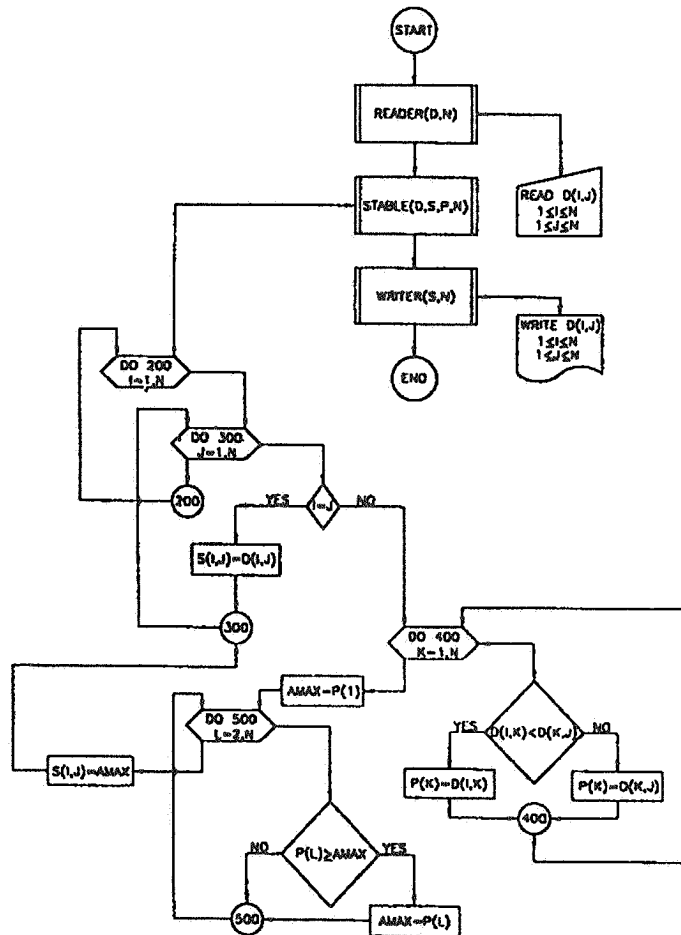 START
READER(D,N)
READ D(I,J)
1≤I≤N
1≤J≤N
STABLE(D,S,P,N)
WRITER(S,N)
WRITE D(I,J)
1≤I≤N
1≤J≤N
END
DO 200
I=1,N
DO 300
J=1,N
200
YES
I=J
NO
S(I,J)=D(I,J)
300
DO 400
K=1,N
AMAX=P(1)
DO 500
L=2,N
YES
D(I,K)<D(K,J)
NO
S(I,J)=AMAX
P(K)=D(I,K)
P(K)=D(K,J)
400
NO
P(L)≥AMAX
YES
500
AMAX=P(L)